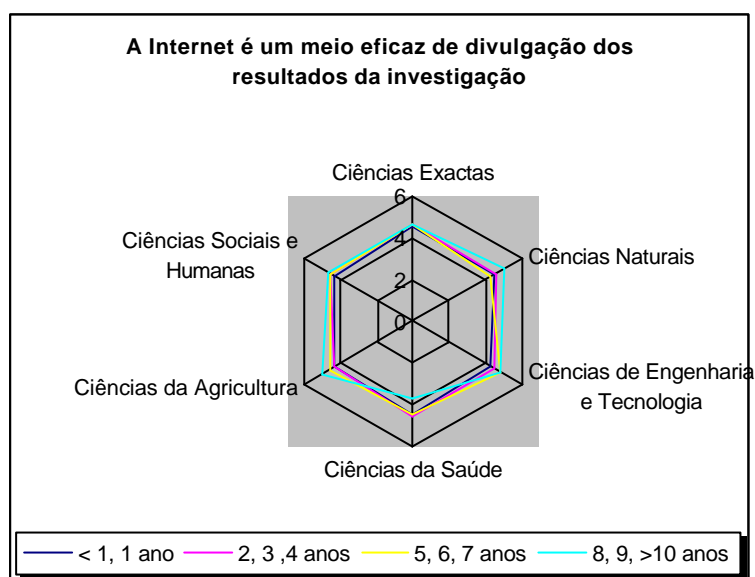 A Internet é um meio eficaz de divulgação dos
resultados da investigação
Ciências Exactas
6
Ciências Sociais e
Humanas
4
Ciências Naturais
2
0
Ciências da Agricultura
Ciências de Engenharia
e Tecnologia
Ciências da Saúde
< 1, 1 ano
2, 3 ,4 anos
5, 6, 7 anos
8, 9, >10 anos